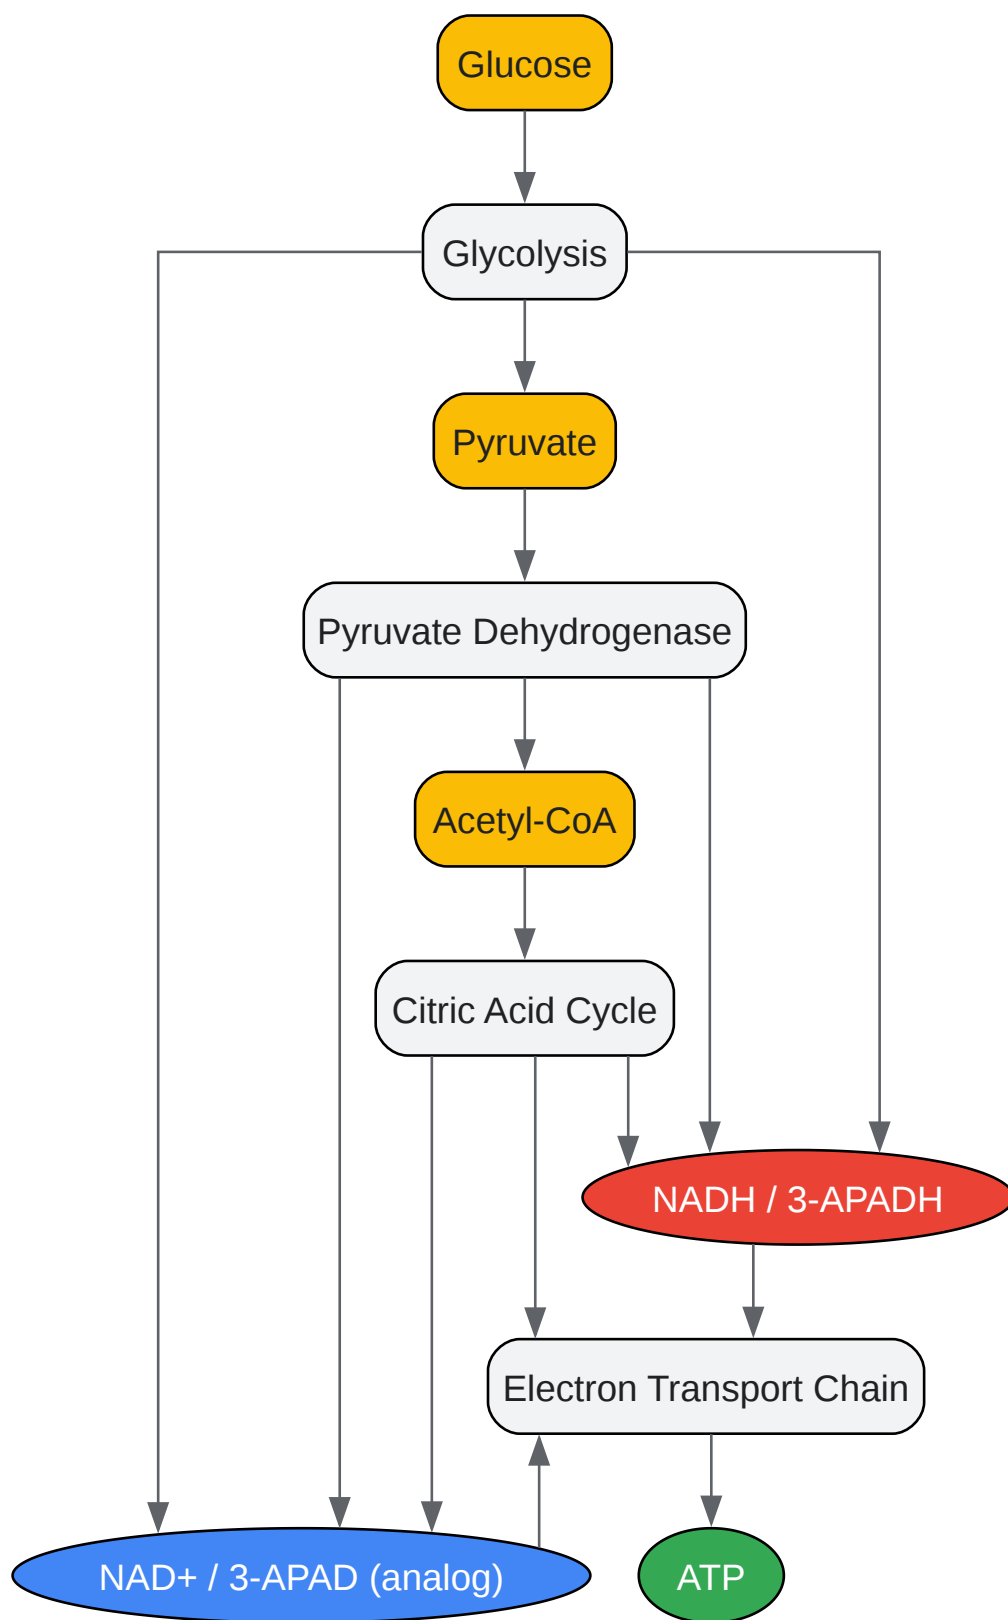 Glucose
Glycolysis
Pyruvate
Pyruvate Dehydrogenase
Acetyl-CoA
Citric Acid Cycle
NADH / 3-APADH
Electron Transport Chain
NAD+ / 3-APAD (analog)
ATP